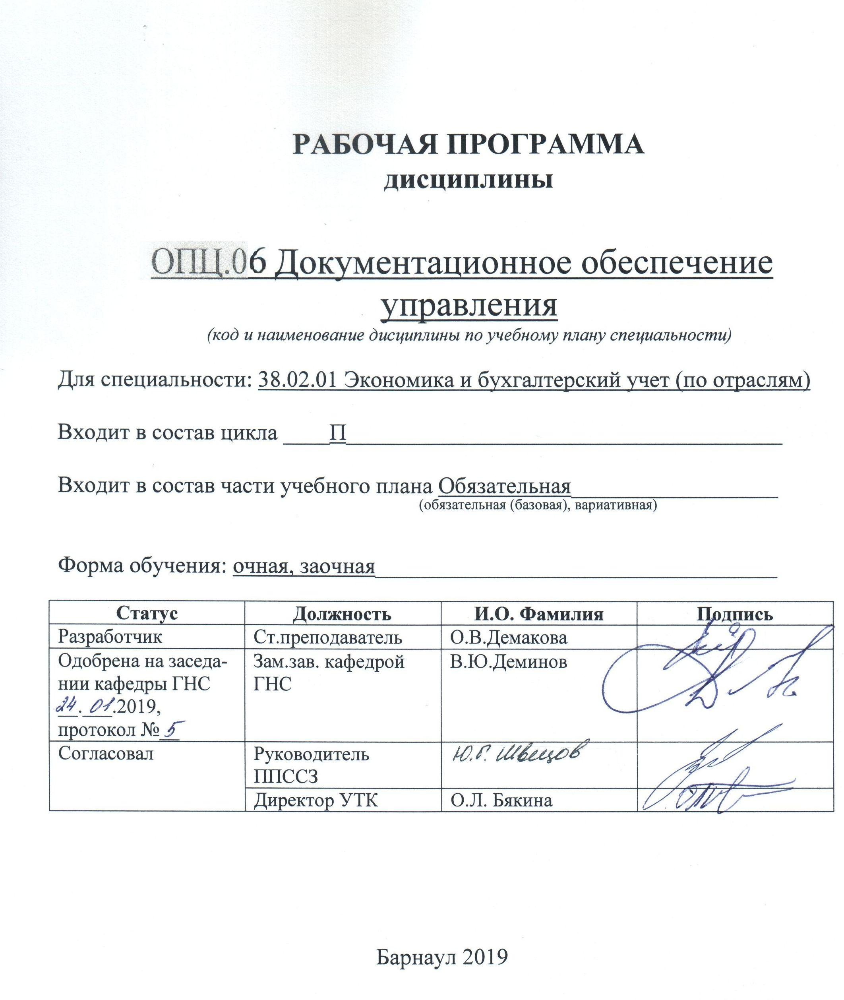 РАБОЧАЯ ПРОГРАММА
дисциплины
ОПЦ.06 Документационное обеспечение
управления
(код и наименование дисциплины по учебному плану специальности)
Для специальности: 38.02.01 Экономика и бухгалтерский учет (по отраслям)
Входит в состав цикла ____П____
Входит в состав части учебного плана Обязательная
(обязательная (базовая), вариативная)
Форма обучения: очная, заочная
Статус Должность И.О. Фамилия Подпись
Разработчик Ст.преподаватель О.В.Демакова
Одобрена на заседа- Зам.зав. кафедрой В.Ю.Деминов
нии кафедры ГНС ГНС
24.01.2019,
протокол № 5
Согласовал Руководитель Ю.Г. Швецов
ППССЗ
Директор УТК О.Л. Бякина
Барнаул 2019